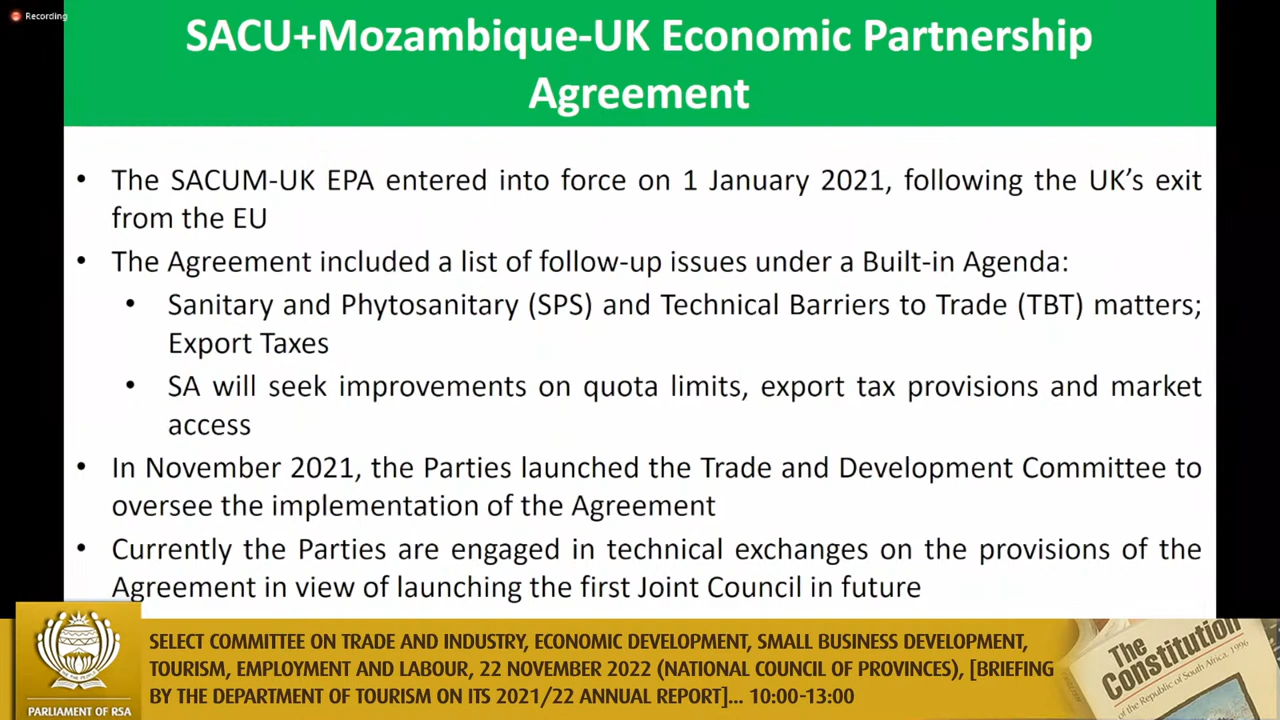 Recording
SACU+Mozambique-UK Economic Partnership
Agreement
• The SACUM-UK EPA entered into force on 1 January 2021, following the UK’s exit
from the EU
• The Agreement included a list of follow-up issues under a Built-in Agenda:
• Sanitary and Phytosanitary (SPS) and Technical Barriers to Trade (TBT) matters;
Export Taxes
• SA will seek improvements on quota limits, export tax provisions and market
access
• In November 2021, the Parties launched the Trade and Development Committee to
oversee the implementation of the Agreement
• Currently the Parties are engaged in technical exchanges on the provisions of the
Agreement in view of launching the first Joint Council in future
SELECT COMMITTEE ON TRADE AND INDUSTRY, ECONOMIC DEVELOPMENT, SMALL BUSINESS DEVELOPMENT,
TOURISM, EMPLOYMENT AND LABOUR, 22 NOVEMBER 2022 (NATIONAL COUNCIL OF PROVINCES), [BRIEFING
BY THE DEPARTMENT OF TOURISM ON ITS 2021/22 ANNUAL REPORT]... 10:00-13:00
PARLIAMENT OF RSA
The
Constitution
of the Republic of South Africa, 1996